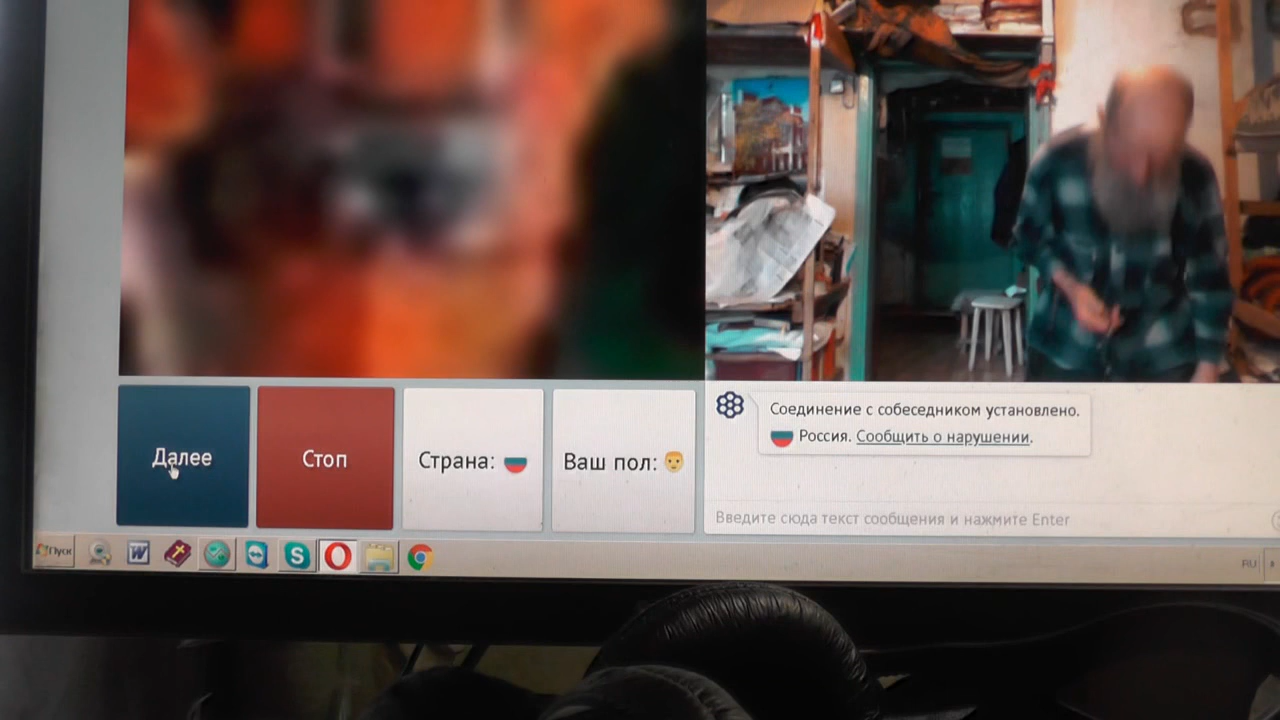 Далее
Стоп
Страна:
Ваш пол:
Соединение с собеседником установлено.
Россия. Сообщить о нарушении.
Введите сюда текст сообщения и нажмите Enter
Пуск
RU